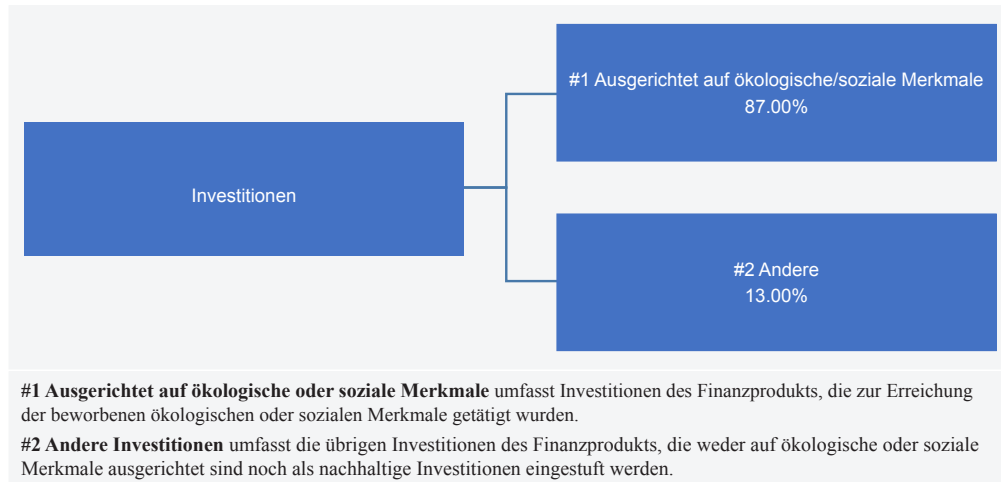 #1 Ausgerichtet auf ökologische/soziale Merkmale
87.00%
Investitionen
#2 Andere
13.00%
#1 Ausgerichtet auf ökologische oder soziale Merkmale umfasst Investitionen des Finanzprodukts, die zur Erreichung
der beworbenen ökologischen oder sozialen Merkmale getätigt wurden.
#2 Andere Investitionen umfasst die übrigen Investitionen des Finanzprodukts, die weder auf ökologische oder soziale
Merkmale ausgerichtet sind noch als nachhaltige Investitionen eingestuft werden.